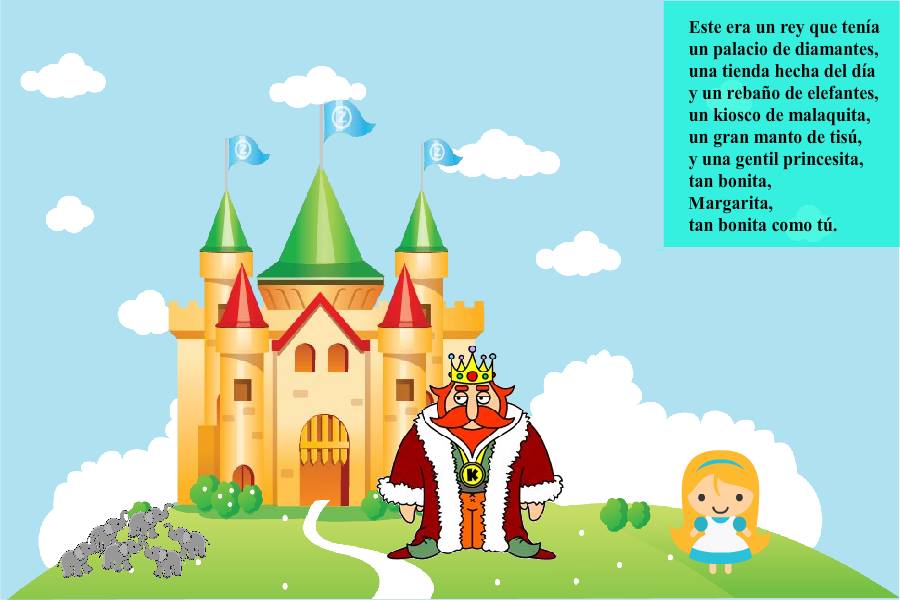 Este era un rey que tenía
un palacio de diamantes,
una tienda hecha del día
y un rebaño de elefantes,
un kiosco de malaquita,
un gran manto de tisú,
y una gentil princesita,
tan bonita,
Margarita,
tan bonita como tú.
Z
Z
Z
K